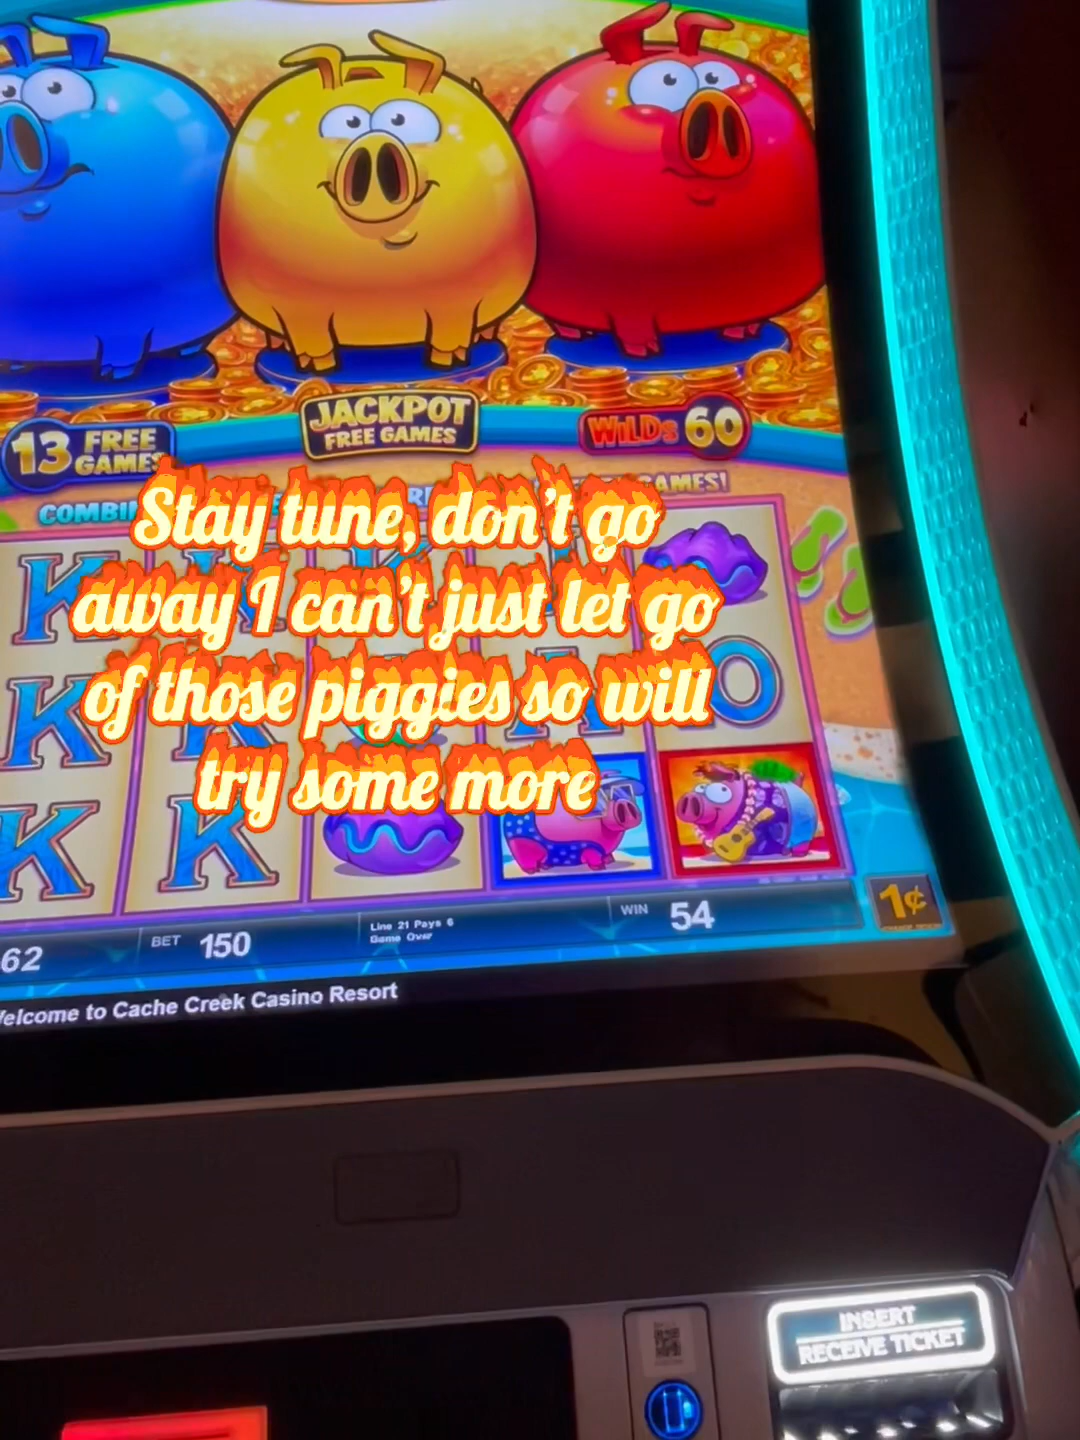 13 FREE GAMES
JACKPOT
FREE GAMES
WiLDs 60
GAMES!
Stay tune, don't go
away I can't just let go
of those piggies so will
try some more
K
K K O
K K
62 BET 150 Line 21 Pays 6 WIN 54 1¢
Game Over
Welcome to Cache Creek Casino Resort
INSERT
RECEIVE TICKET